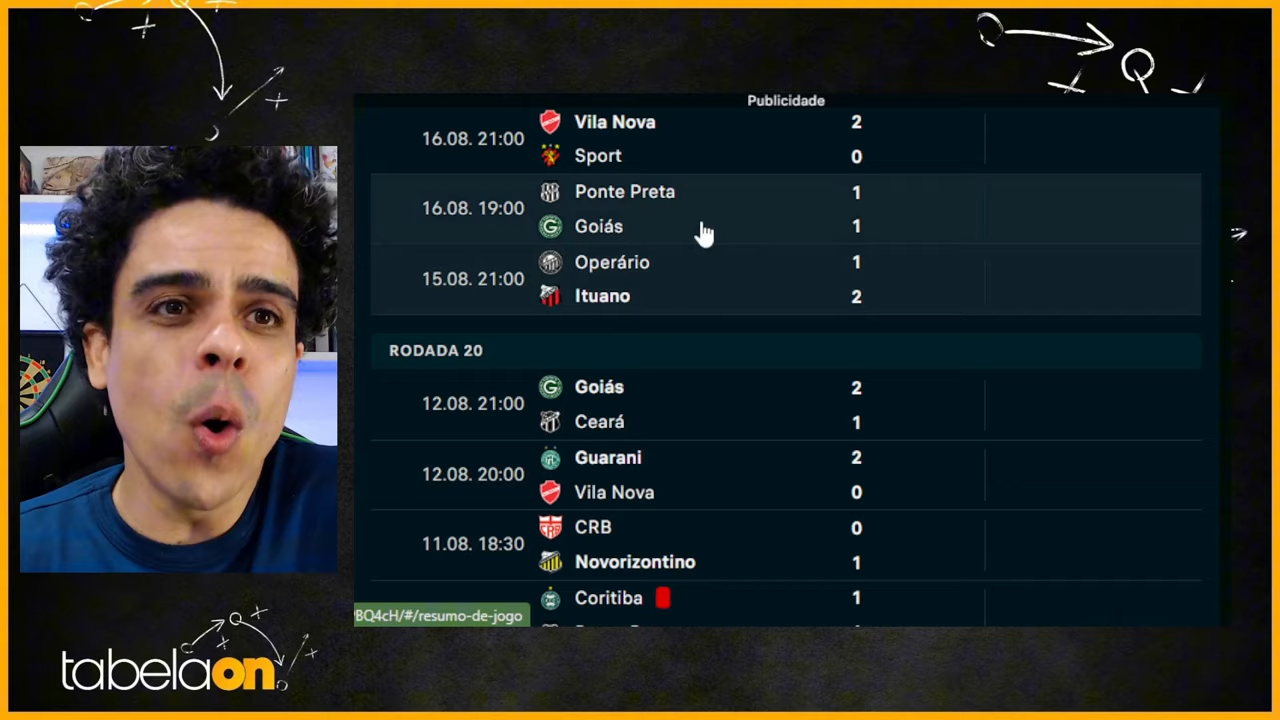 Publicidade
16.08. 21:00
Vila Nova 2
Sport 0
16.08. 19:00
Ponte Preta 1
Goiás 1
15.08. 21:00
Operário 1
Ituano 2
RODADA 20
12.08. 21:00
Goiás 2
Ceará 1
12.08. 20:00
Guarani 2
Vila Nova 0
11.08. 18:30
CRB 0
Novorizontino 1
Coritiba 1
BQ4cH/#/resumo-de-jogo
tabelaon